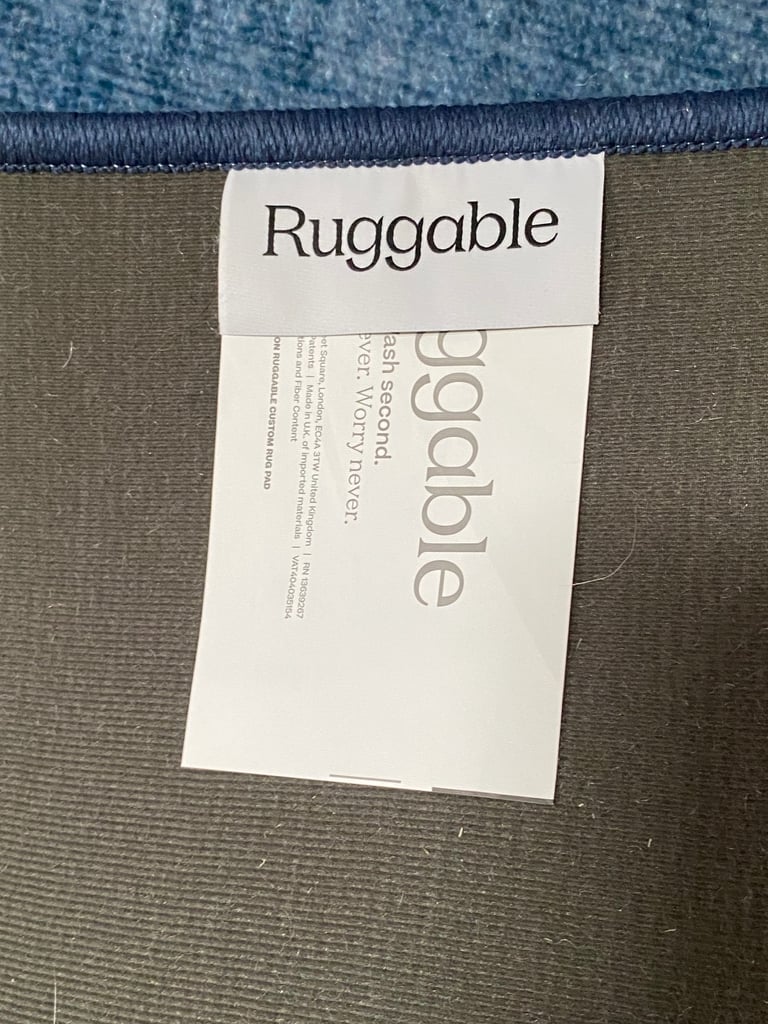 Ruggable
ggable
ash second.
ever. Worry never.
et Square, London, EC4A 3TW United Kingdom | RN 13639267
Patents | Made in U.K. of imported materials | VAT404035154
tions and Fiber Content
ON RUGGABLE CUSTOM RUG PAD